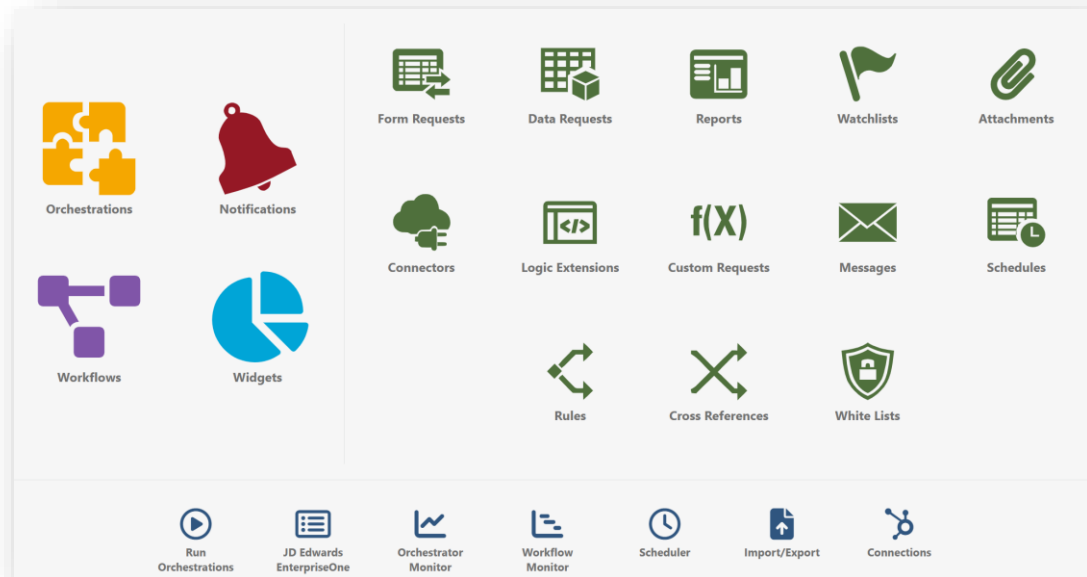 Orchestrations
Notifications
Workflows
Widgets
Form Requests
Data Requests
Reports
Watchlists
Attachments
Connectors
</>
Logic Extensions
f(X)
Custom Requests
Messages
Schedules
Rules
Cross References
White Lists
Run
Orchestrations
JD Edwards
EnterpriseOne
Orchestrator
Monitor
Workflow
Monitor
Scheduler
Import/Export
Connections